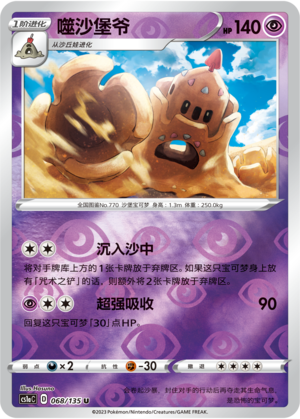 1阶进化
噬沙堡爷
HP 140
从沙丘娃进化
全国图鉴No.770 沙堡宝可梦 身高：1.3m 体重：250.0kg
沉入沙中
将对手牌库上方的1张卡牌放于弃牌区。如果这只宝可梦身上放有「咒术之铲」的话，则额外将2张卡牌放于弃牌区。
超强吸收 90
回复这只宝可梦「30」点HP。
弱点 ×2 抗性 -30 撤退
Illus. Hasuno
CS1aC D 068/135 U
©2023 Pokémon/Nintendo/Creatures/GAME FREAK.